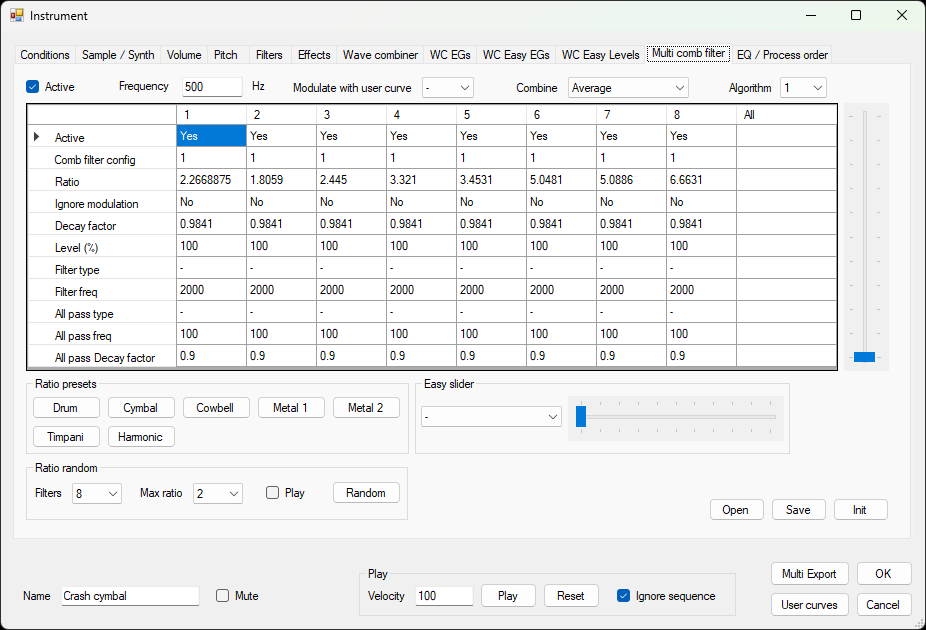 Instrument
Conditions Sample / Synth Volume Pitch Filters Effects Wave combiner WC EGs WC Easy EGs WC Easy Levels Multi comb filter EQ / Process order
Active Frequency 500 Hz Modulate with user curve - Combine Average Algorithm 1
1 2 3 4 5 6 7 8 All
Active Yes Yes Yes Yes Yes Yes Yes Yes
Comb filter config 1 1 1 1 1 1 1 1
Ratio 2.2668875 1.8059 2.445 3.321 3.4531 5.0481 5.0886 6.6631
Ignore modulation No No No No No No No No
Decay factor 0.9841 0.9841 0.9841 0.9841 0.9841 0.9841 0.9841 0.9841
Level (%) 100 100 100 100 100 100 100 100
Filter type - - - - - - - -
Filter freq 2000 2000 2000 2000 2000 2000 2000 2000
All pass type - - - - - - - -
All pass freq 100 100 100 100 100 100 100 100
All pass Decay factor 0.9 0.9 0.9 0.9 0.9 0.9 0.9 0.9
Ratio presets Easy slider
Drum Cymbal Cowbell Metal 1 Metal 2
-
Timpani Harmonic
Ratio random
Filters 8 Max ratio 2 Play Random
Open Save Init
Play
Multi Export OK
Name Crash cymbal Mute Velocity 100 Play Reset Ignore sequence
User curves Cancel